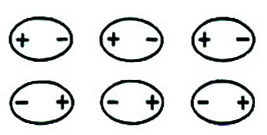 + - + - + -
- + - + - +